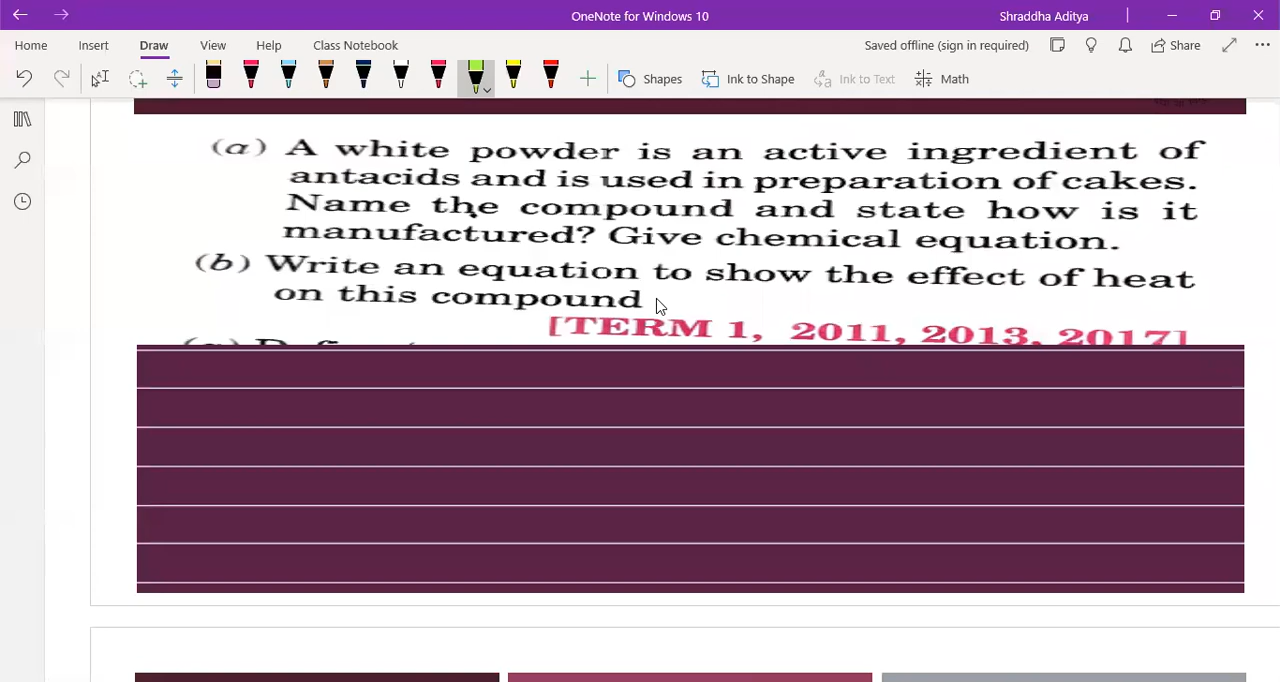 OneNote for Windows 10
Shraddha Aditya
Home Insert Draw View Help Class Notebook
Saved offline (sign in required)
Share
Shapes
Ink to Shape
Ink to Text
Math
(a) A white powder is an active ingredient of
antacids and is used in preparation of cakes.
Name the compound and state how is it
manufactured? Give chemical equation.
(b) Write an equation to show the effect of heat
on this compound
[TERM 1, 2011, 2013, 2017]